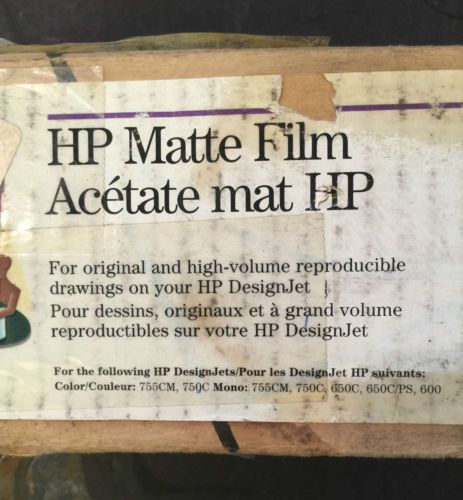 HP Matte Film
Acétate mat HP
For original and high-volume reproducible
drawings on your HP DesignJet
Pour dessins, originaux et à grand volume
reproductibles sur votre HP DesignJet
For the following HP DesignJets/Pour les DesignJet HP suivants:
Color/Couleur: 755CM, 750C Mono: 755CM, 750C, 650C, 650C/PS, 600